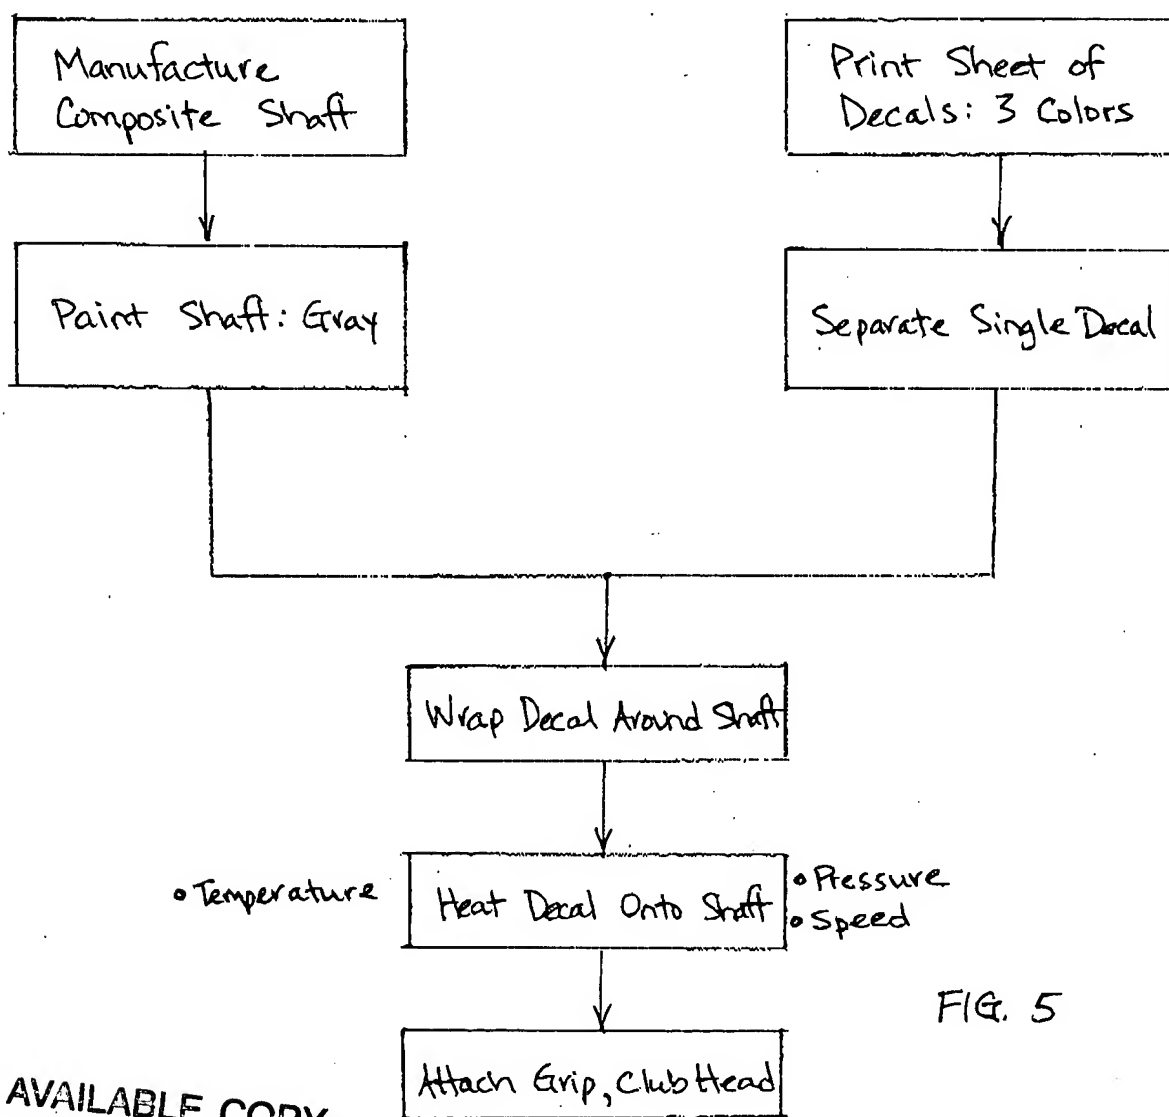 Manufacture
Composite Shaft
Print Sheet of
Decals: 3 Colors
Paint Shaft: Gray
Separate Single Decal
Wrap Decal Around Shaft
• Temperature
Heat Decal Onto Shaft
• Pressure
• Speed
FIG. 5
Attach Grip, Club Head
AVAILABLE COPY